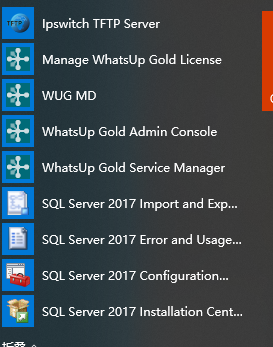 TFTP
Ipswitch TFTP Server
Manage WhatsUp Gold License
WUG MD
WhatsUp Gold Admin Console
WhatsUp Gold Service Manager
SQL Server 2017 Import and Exp...
SQL Server 2017 Error and Usage...
SQL Server 2017 Configuration...
SQL Server 2017 Installation Cent...